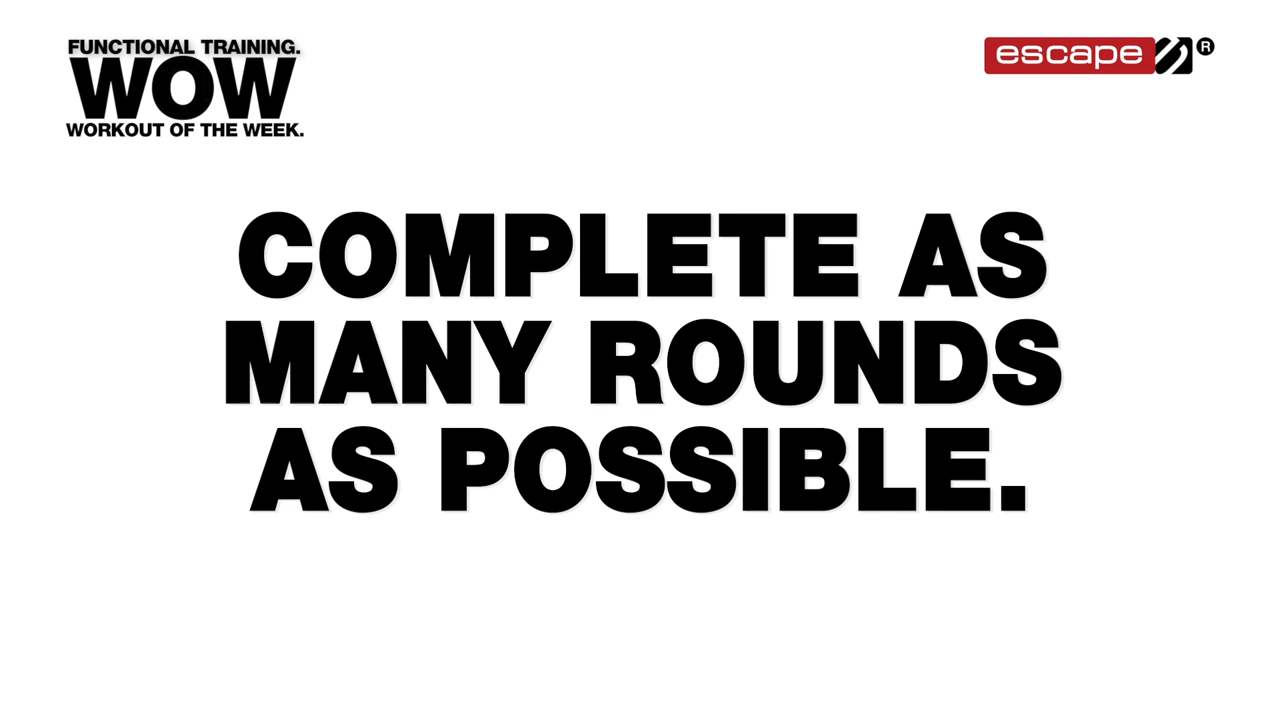 FUNCTIONAL TRAINING.
WOW
WORKOUT OF THE WEEK.
escape ®
COMPLETE AS
MANY ROUNDS
AS POSSIBLE.